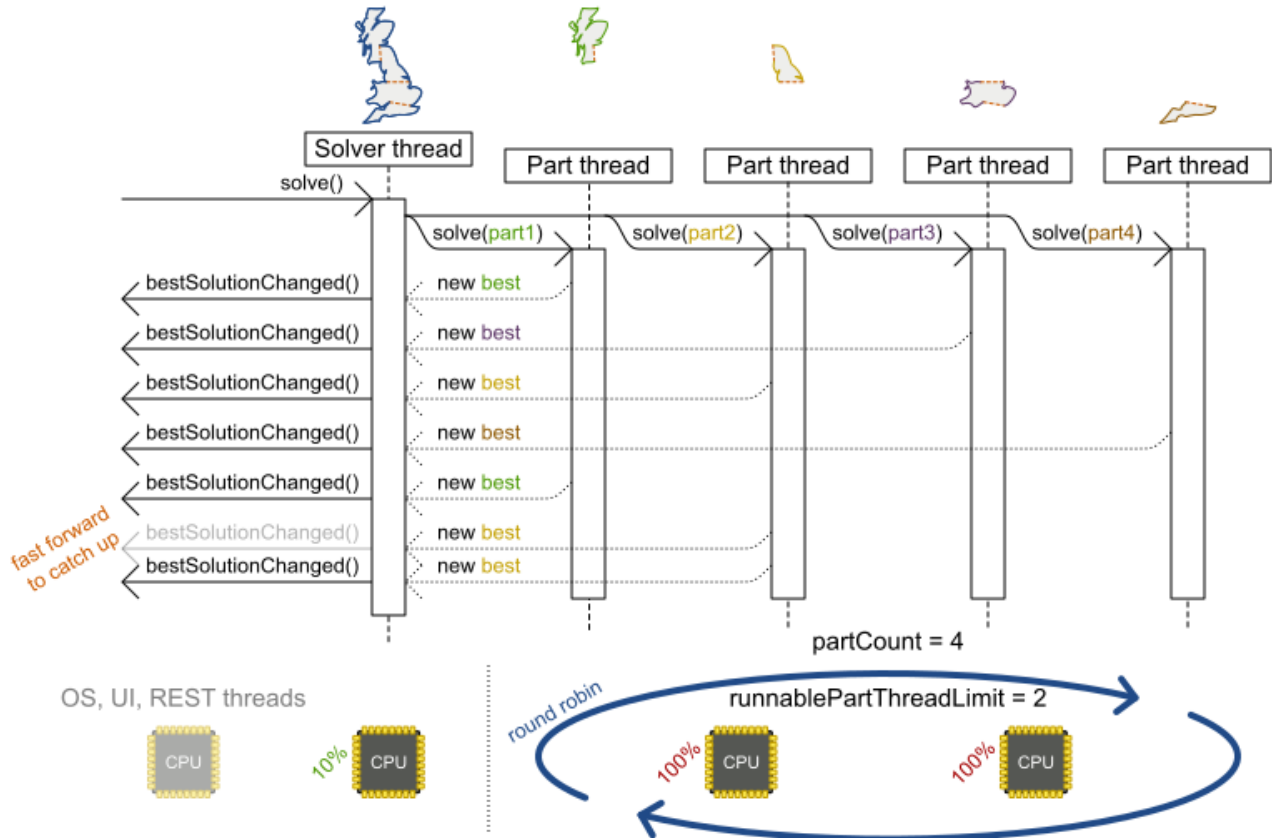 Solver thread
Part thread
Part thread
Part thread
Part thread
solve()
solve(part1)
solve(part2)
solve(part3)
solve(part4)
bestSolutionChanged()
new best
bestSolutionChanged()
new best
bestSolutionChanged()
new best
bestSolutionChanged()
new best
bestSolutionChanged()
new best
fast forward
to catch up
bestSolutionChanged()
new best
bestSolutionChanged()
new best
partCount = 4
OS, UI, REST threads
round robin
runnablePartThreadLimit = 2
CPU
10%
CPU
100%
CPU
100%
CPU